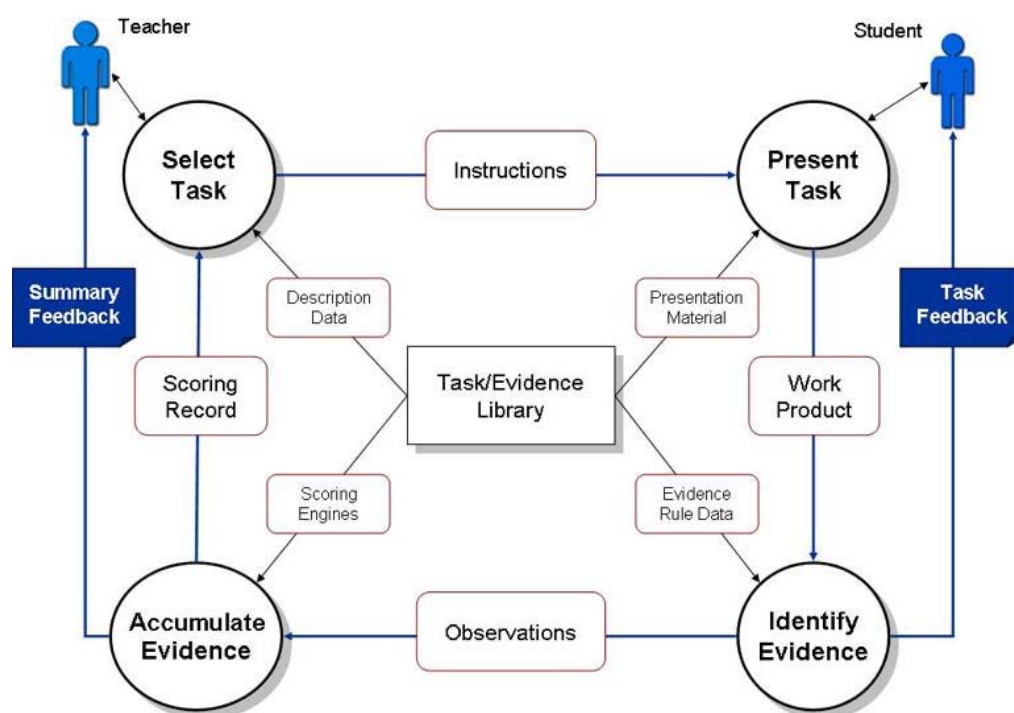 Teacher
Student
Select
Task
Instructions
Present
Task
Summary
Feedback
Description
Data
Presentation
Material
Task
Feedback
Scoring
Record
Task/Evidence
Library
Work
Product
Scoring
Engines
Evidence
Rule Data
Accumulate
Evidence
Observations
Identify
Evidence